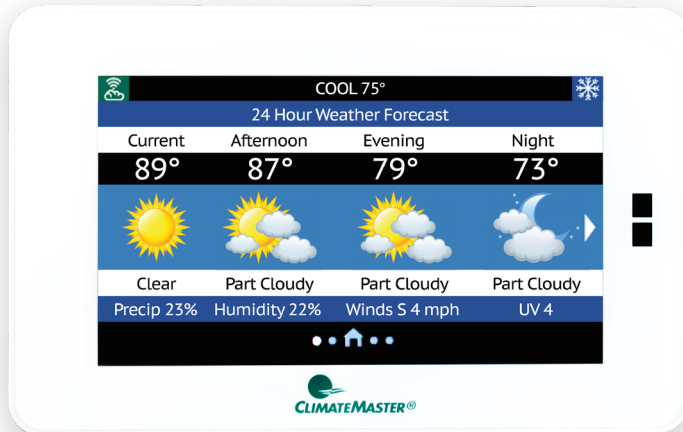 COOL 75°
24 Hour Weather Forecast
Current Afternoon Evening Night
89° 87° 79° 73°
Clear Part Cloudy Part Cloudy Part Cloudy
Precip 23% Humidity 22% Winds S 4 mph UV 4
CLIMATEMASTER®